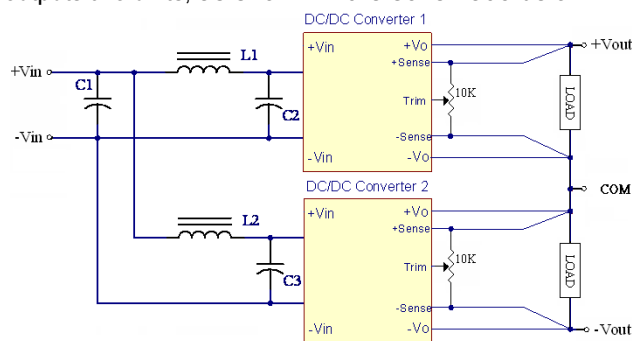 DC/DC Converter 1
+Vin
L1
C1
C2
-Vin
+Vin
-Vin
+Vo
+Sense
Trim
10K
-Sense
-Vo
+Vout
LOAD
COM
DC/DC Converter 2
L2
C3
+Vin
-Vin
+Vo
+Sense
Trim
10K
-Sense
-Vo
LOAD
-Vout